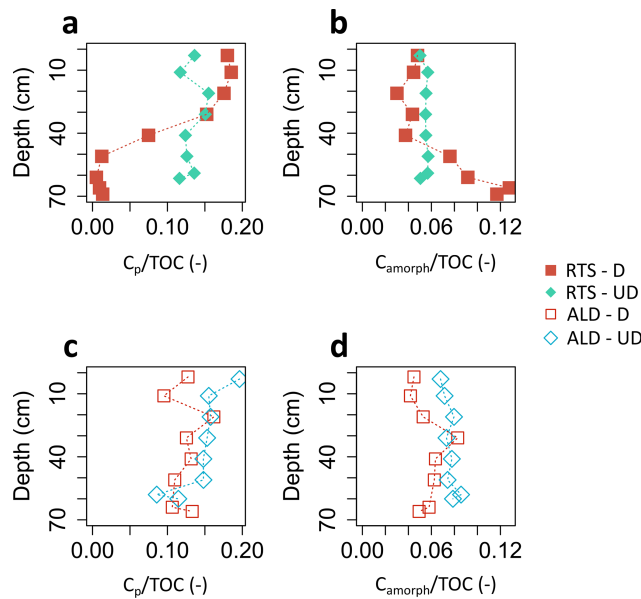 a
b
Depth (cm)
10
40
70
0.00
0.10
0.20
Cp/TOC (-)
Depth (cm)
10
40
70
0.00
0.06
0.12
Camorph/TOC (-)
RTS - D
RTS - UD
ALD - D
ALD - UD
c
d
Depth (cm)
10
40
70
0.00
0.10
0.20
Cp/TOC (-)
Depth (cm)
10
40
70
0.00
0.06
0.12
Camorph/TOC (-)